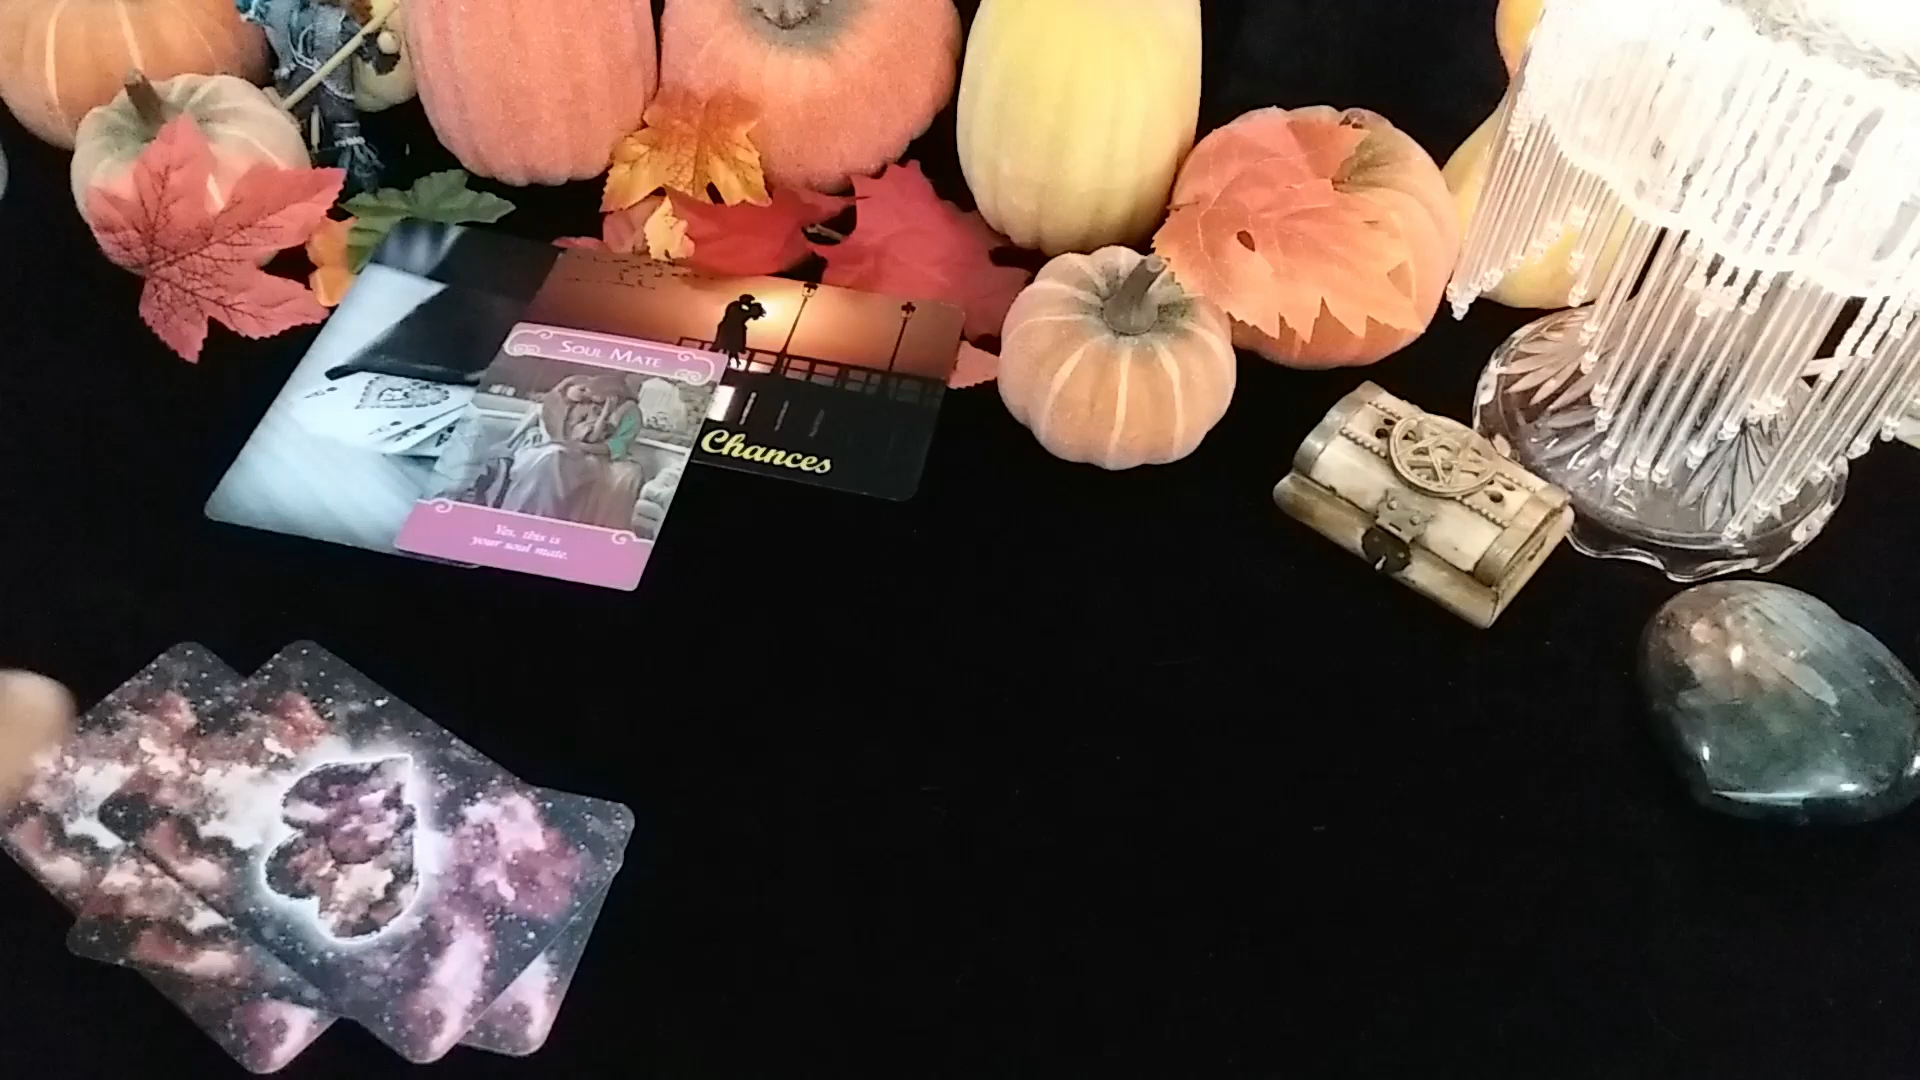 Soul Mate
Chances
Yes, this is
your soul mate.